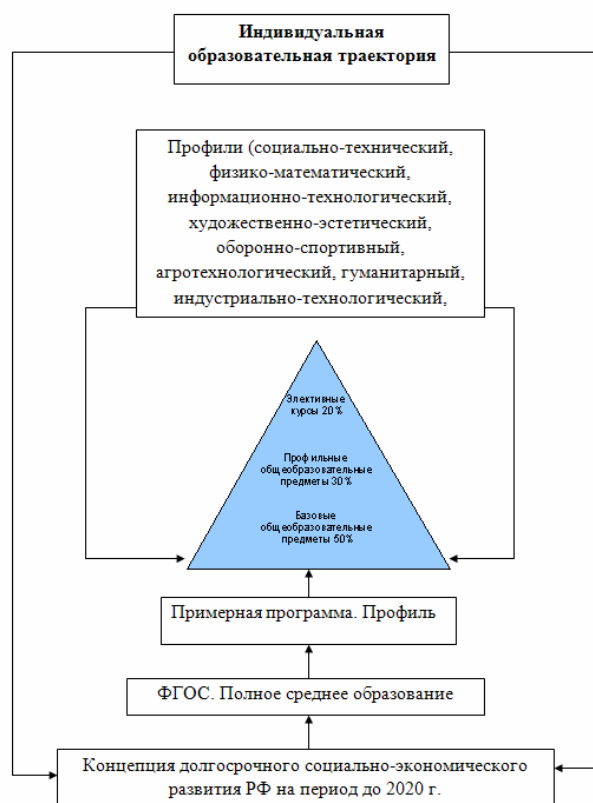 Индивидуальная
образовательная траектория
Профили (социально-технический,
физико-математический,
информационно-технологический,
художественно-эстетический,
оборонно-спортивный,
агротехнологический, гуманитарный,
индустриально-технологический,
Элективные
курсы 20%
Профильные
общеобразовательные
предметы 30%
Базовые
общеобразовательные
предметы 50%
Примерная программа. Профиль
ФГОС. Полное среднее образование
Концепция долгосрочного социально-экономического
развития РФ на период до 2020 г.